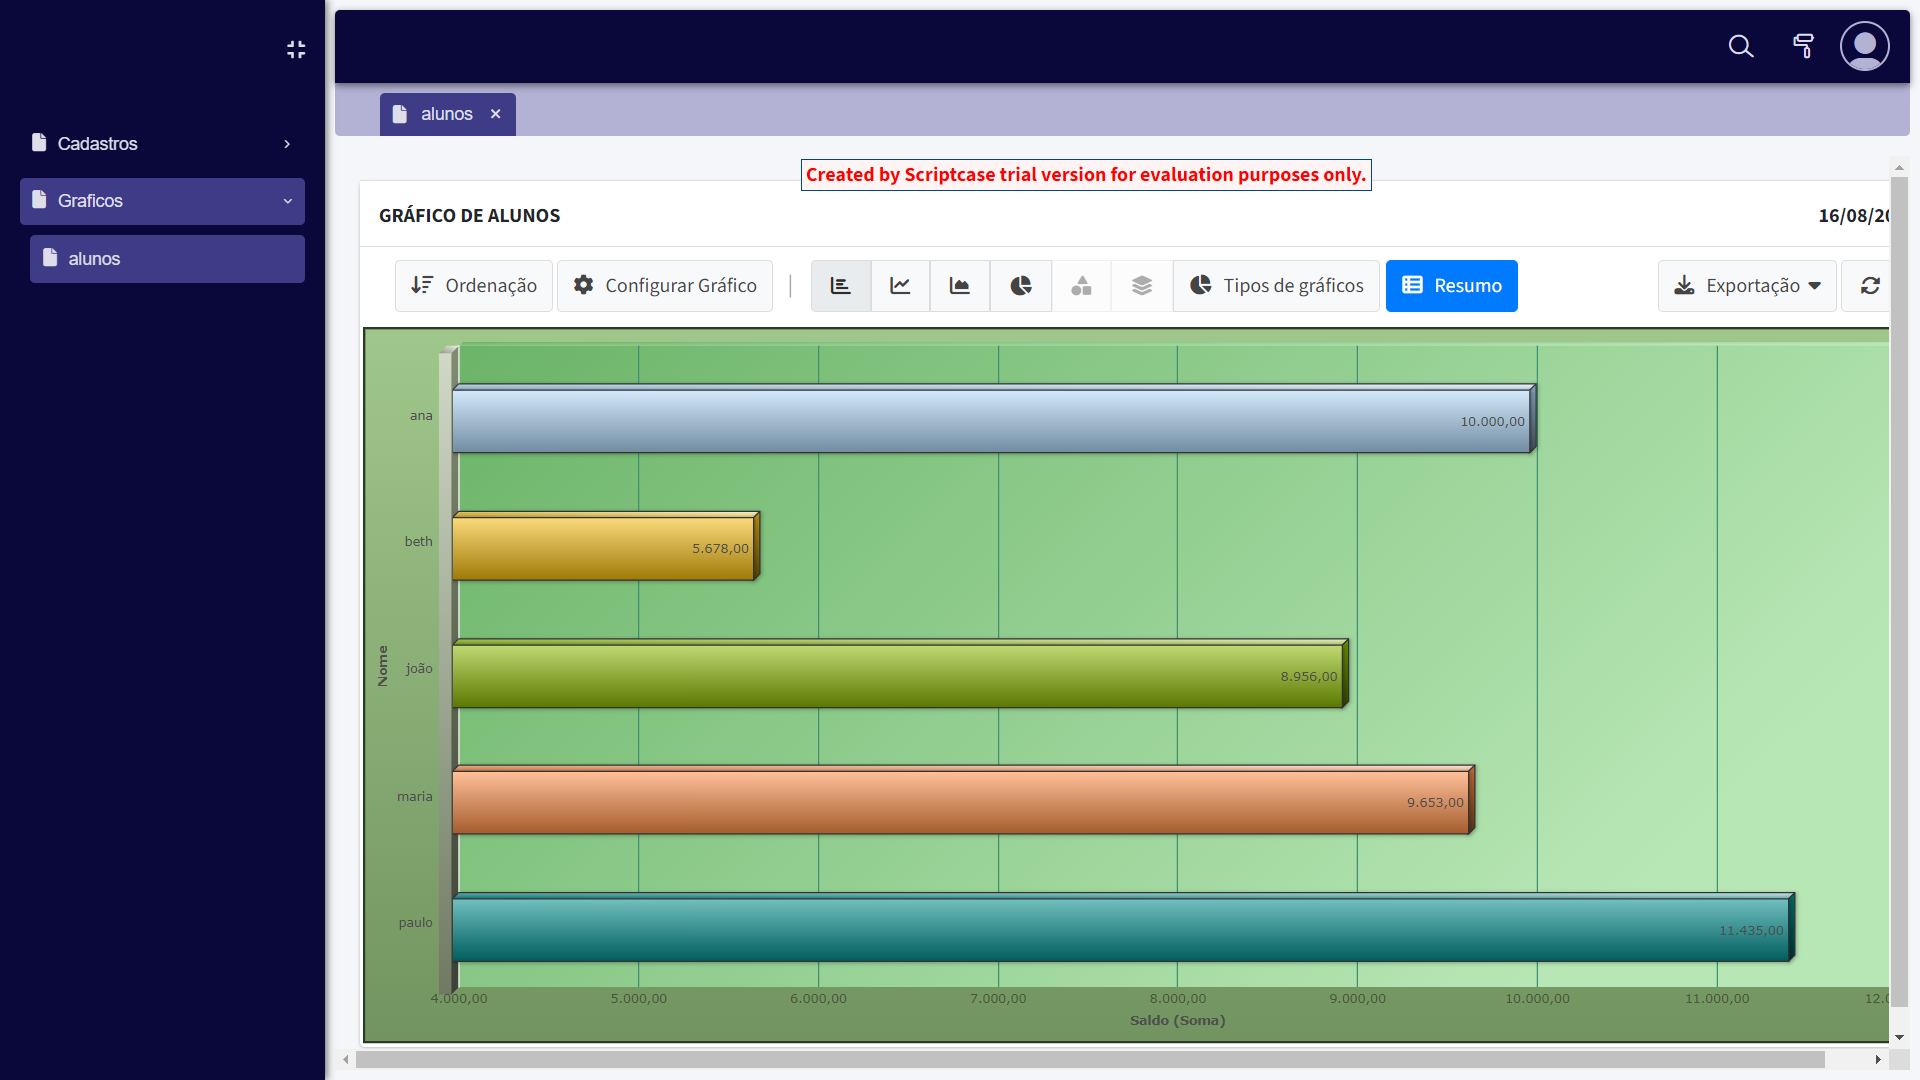 Cadastros
Graficos
alunos
alunos
Created by Scriptcase trial version for evaluation purposes only.
GRÁFICO DE ALUNOS
16/08/20
Ordenação
Configurar Gráfico
Tipos de gráficos
Resumo
Exportação
Nome
ana
10.000,00
beth
5.678,00
joão
8.956,00
maria
9.653,00
paulo
11.435,00
4.000,00 5.000,00 6.000,00 7.000,00 8.000,00 9.000,00 10.000,00 11.000,00 12.0
Saldo (Soma)